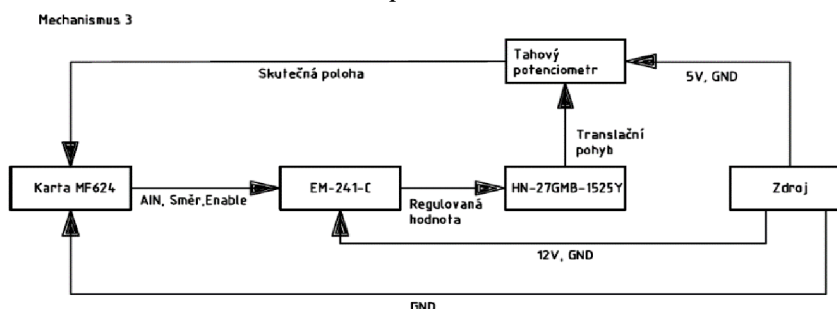 Mechanismus 3
Tahový
potenciometr
Skutečná poloha
5V, GND
Translační
pohyb
Karta MF624
EM-241-C
HN-27GMB-1525Y
Zdroj
AIN, Směr,Enable
Regulovaná
hodnota
12V, GND
GND